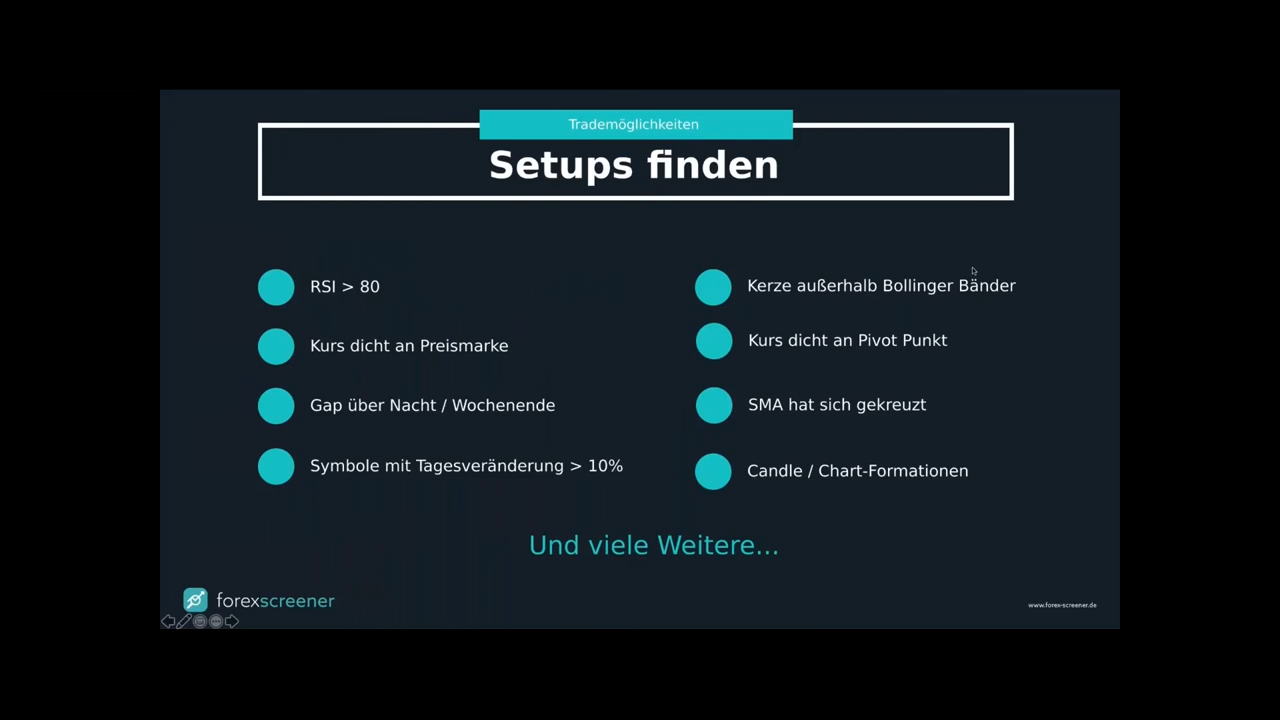 Trademöglichkeiten
Setups finden
RSI > 80
Kurs dicht an Preismarke
Gap über Nacht / Wochenende
Symbole mit Tagesveränderung > 10%
Kerze außerhalb Bollinger Bänder
Kurs dicht an Pivot Punkt
SMA hat sich gekreuzt
Candle / Chart-Formationen
Und viele Weitere...
forexscreener
www.forex-screener.de